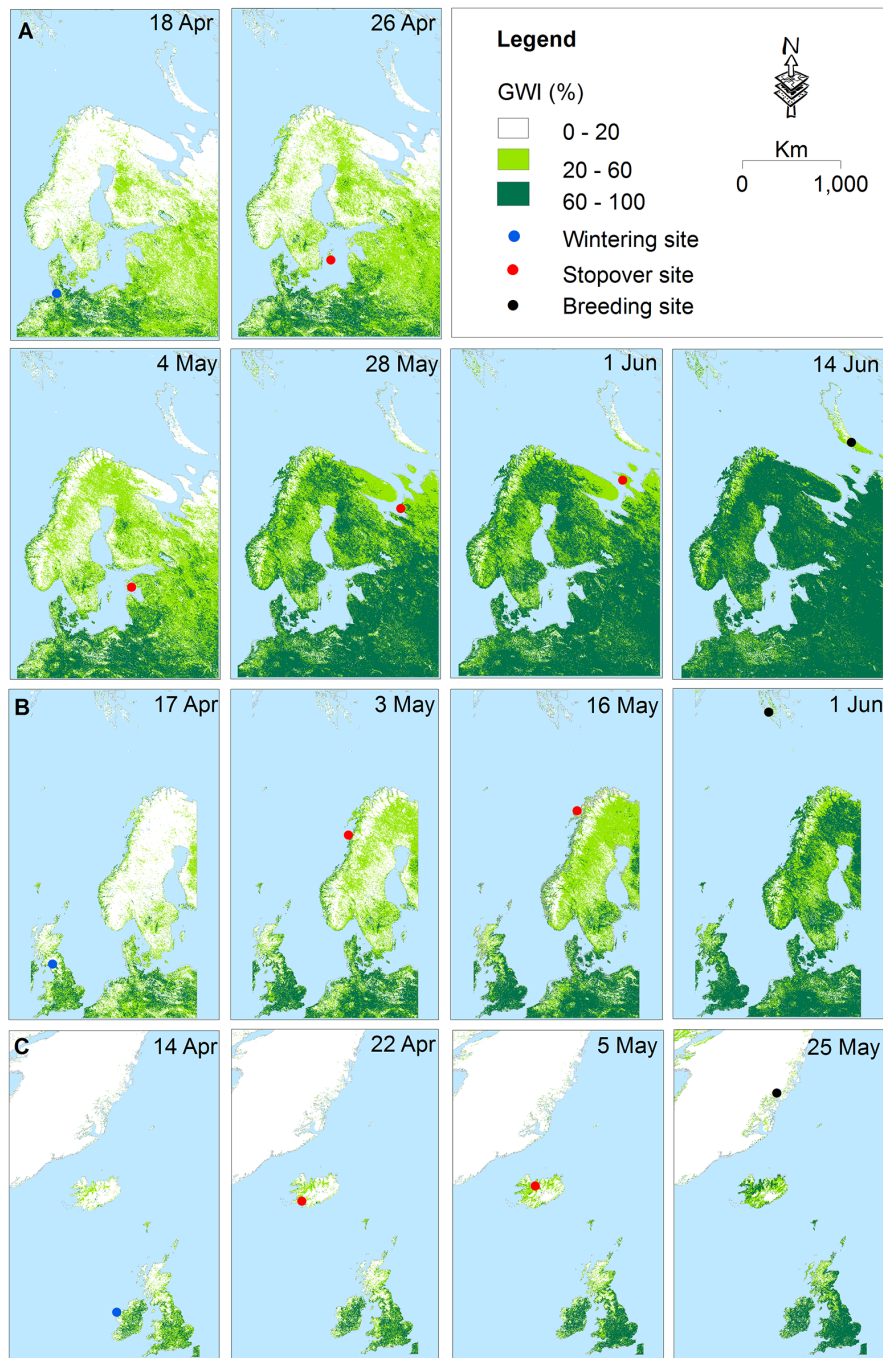 A
18 Apr
26 Apr
Legend
GWI (%)
0 - 20
20 - 60
60 - 100
Wintering site
Stopover site
Breeding site
N
Km
0 1,000
4 May
28 May
1 Jun
14 Jun
B
17 Apr
3 May
16 May
1 Jun
C
14 Apr
22 Apr
5 May
25 May